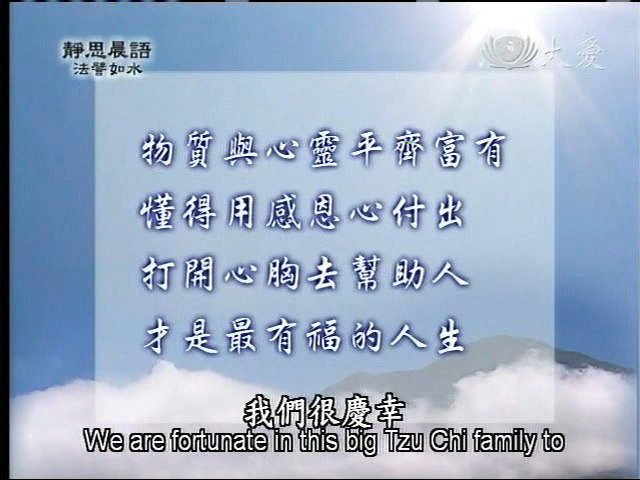 靜思晨語
法譬如水
大愛
物質與心靈平齊富有
懂得用感恩心付出
打開心胸去幫助人
才是最有福的人生
我們很慶幸
We are fortunate in this big Tzu Chi family to